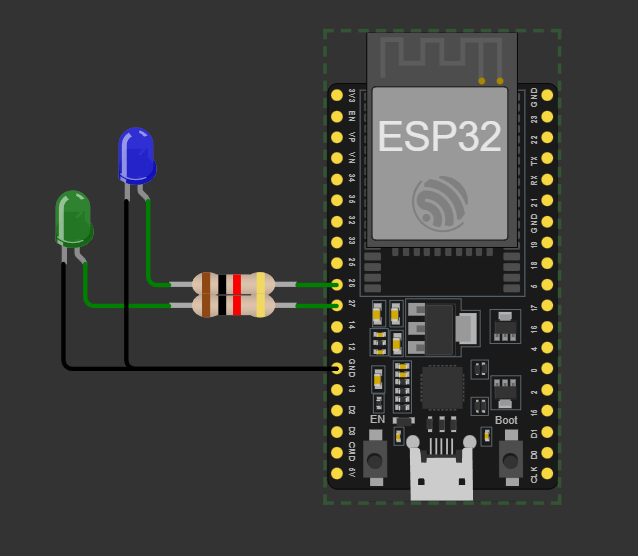 ESP32
3V3
EN
VP
VN
34
35
32
33
25
26
27
14
12
GND
13
D2
D3
CMD
5V
GND
23
22
TX
RX
21
GND
19
18
5
17
16
4
0
2
15
D1
D0
CLK
EN
Boot